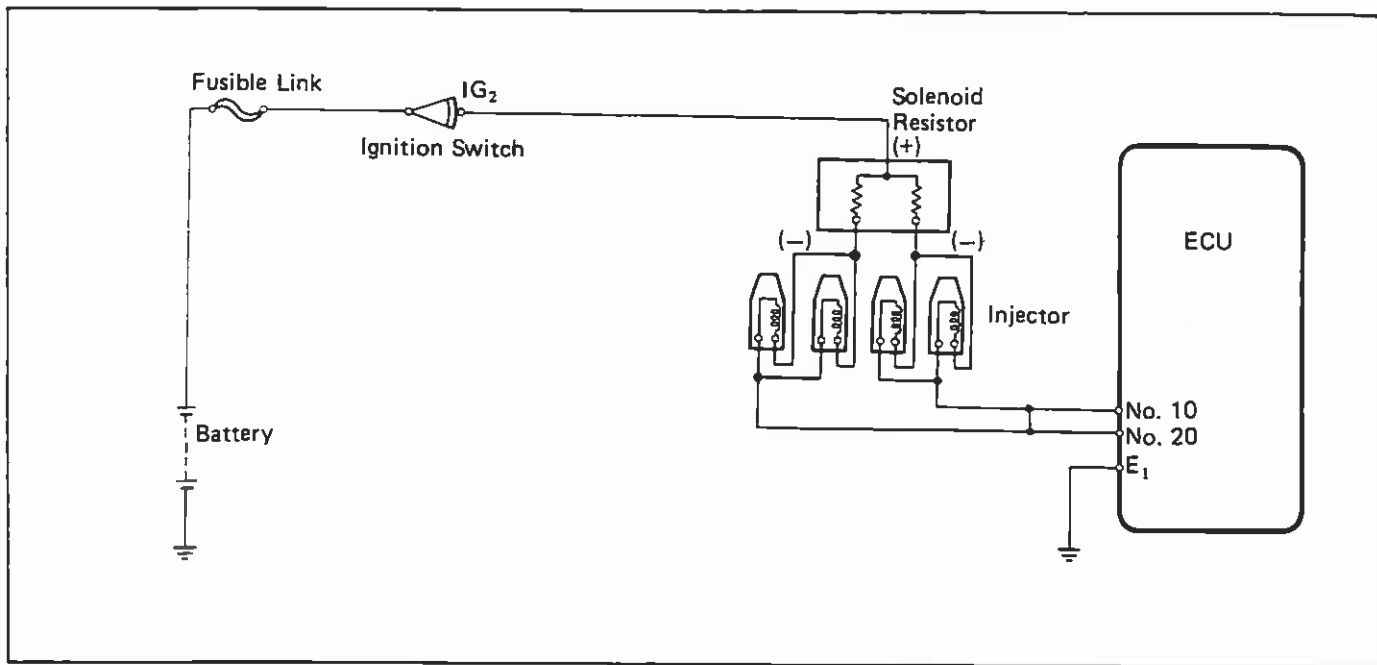 Fusible Link
IG₂
Ignition Switch
Solenoid
Resistor
(+)
(−)
(−)
ECU
Injector
Battery
No. 10
No. 20
E₁